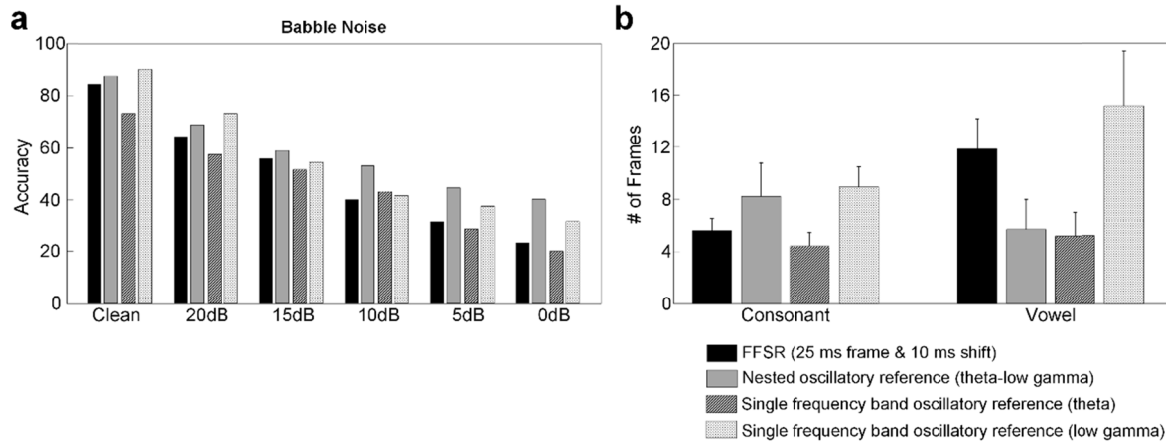 a
Babble Noise
Accuracy
100
80
60
40
20
0
Clean 20dB 15dB 10dB 5dB 0dB
b
# of Frames
20
16
12
8
4
0
Consonant Vowel
FFSR (25 ms frame & 10 ms shift)
Nested oscillatory reference (theta-low gamma)
Single frequency band oscillatory reference (theta)
Single frequency band oscillatory reference (low gamma)